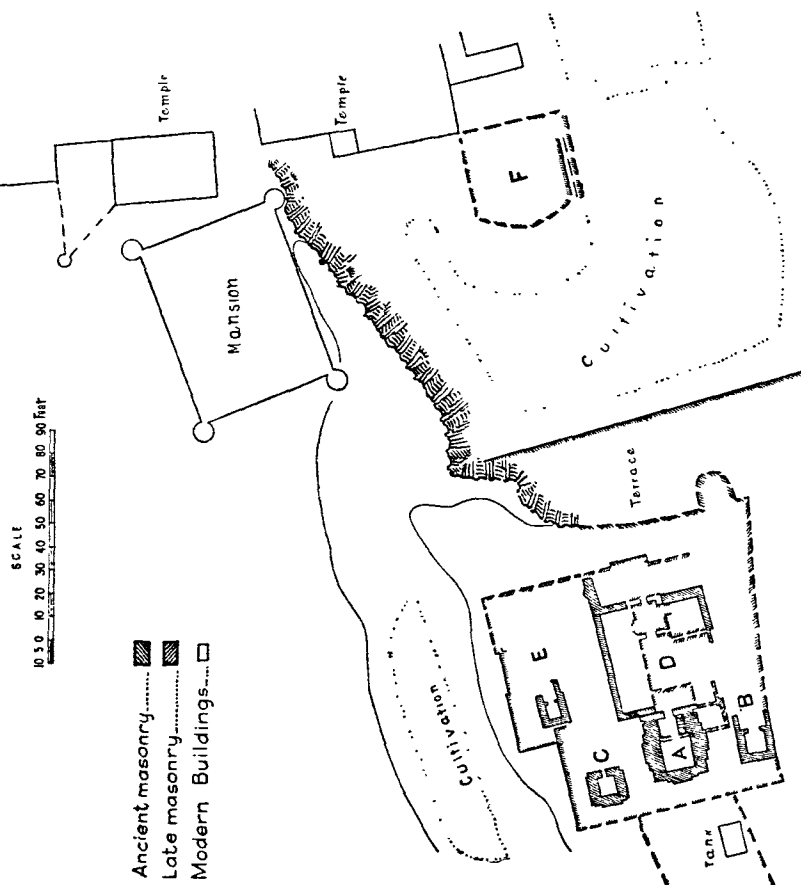 SCALE
10 5 0 10 20 30 40 50 60 70 80 90 Feet
Ancient masonry
Late masonry
Modern Buildings
Temple
Temple
Mansion
F
Cultivation
Terrace
Cultivation
E
D
C
A
B
Tank